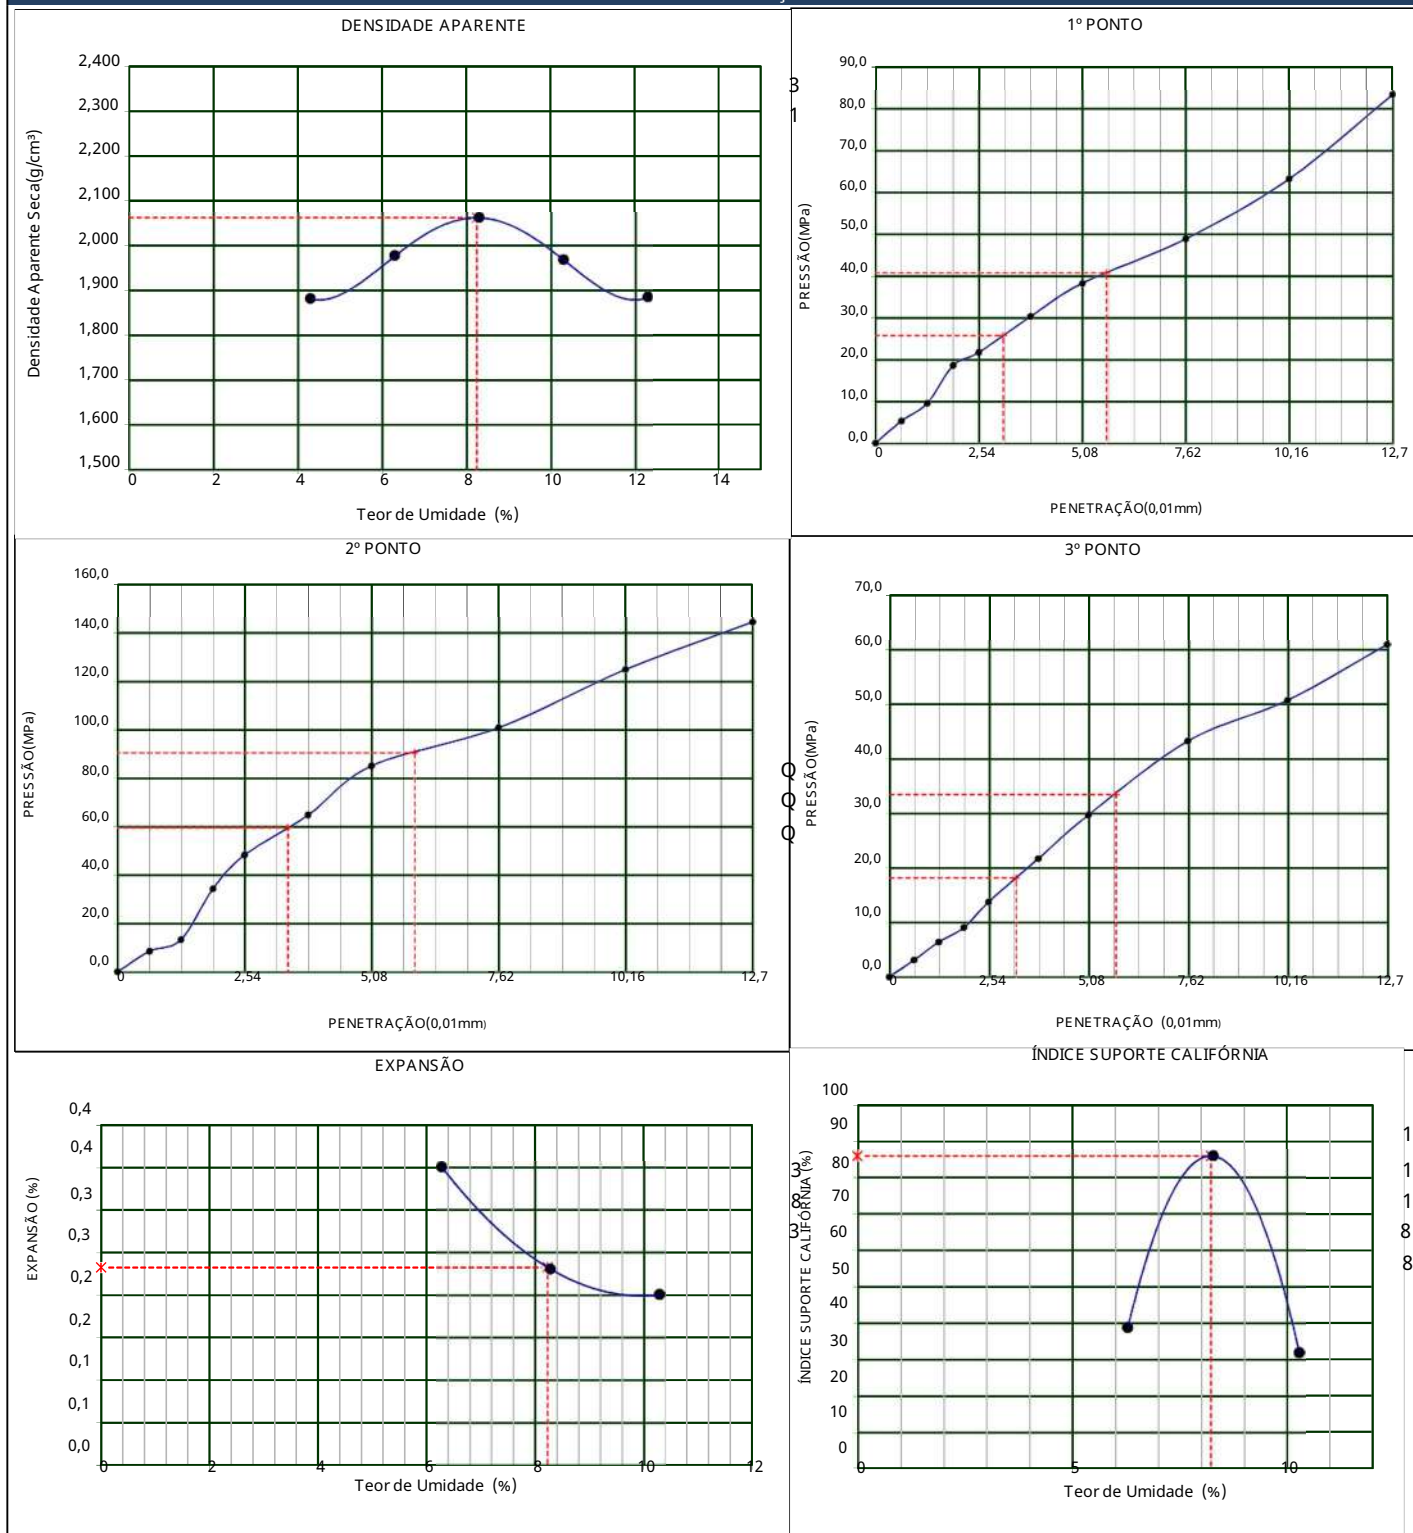 DENSIDADE APARENTE
2,400
2,300
2,200
2,100
2,000
1,900
1,800
1,700
1,600
1,500
0 2 4 6 8 10 12 14
Densidade Aparente Seca(g/cm³)
Teor de Umidade (%)
3
1
1º PONTO
90,0
80,0
70,0
60,0
50,0
40,0
30,0
20,0
10,0
0,0
0 2,54 5,08 7,62 10,16 12,7
PRESSÃO(MPa)
PENETRAÇÃO(0,01mm)
2º PONTO
160,0
140,0
120,0
100,0
80,0
60,0
40,0
20,0
0,0
0 2,54 5,08 7,62 10,16 12,7
PRESSÃO(MPa)
PENETRAÇÃO(0,01mm)
Q
Q
Q
3º PONTO
70,0
60,0
50,0
40,0
30,0
20,0
10,0
0,0
0 2,54 5,08 7,62 10,16 12,7
PRESSÃO(MPa)
PENETRAÇÃO (0,01mm)
EXPANSÃO
0,4
0,4
0,3
0,3
0,2
0,2
0,1
0,1
0,0
0 2 4 6 8 10 12
EXPANSÃO (%)
Teor de Umidade (%)
3
8
3
ÍNDICE SUPORTE CALIFÓRNIA
100
90
80
70
60
50
40
30
20
10
0
0 5 10
ÍNDICE SUPORTE CALIFÓRNIA (%)
Teor de Umidade (%)
1
1
1
8
8